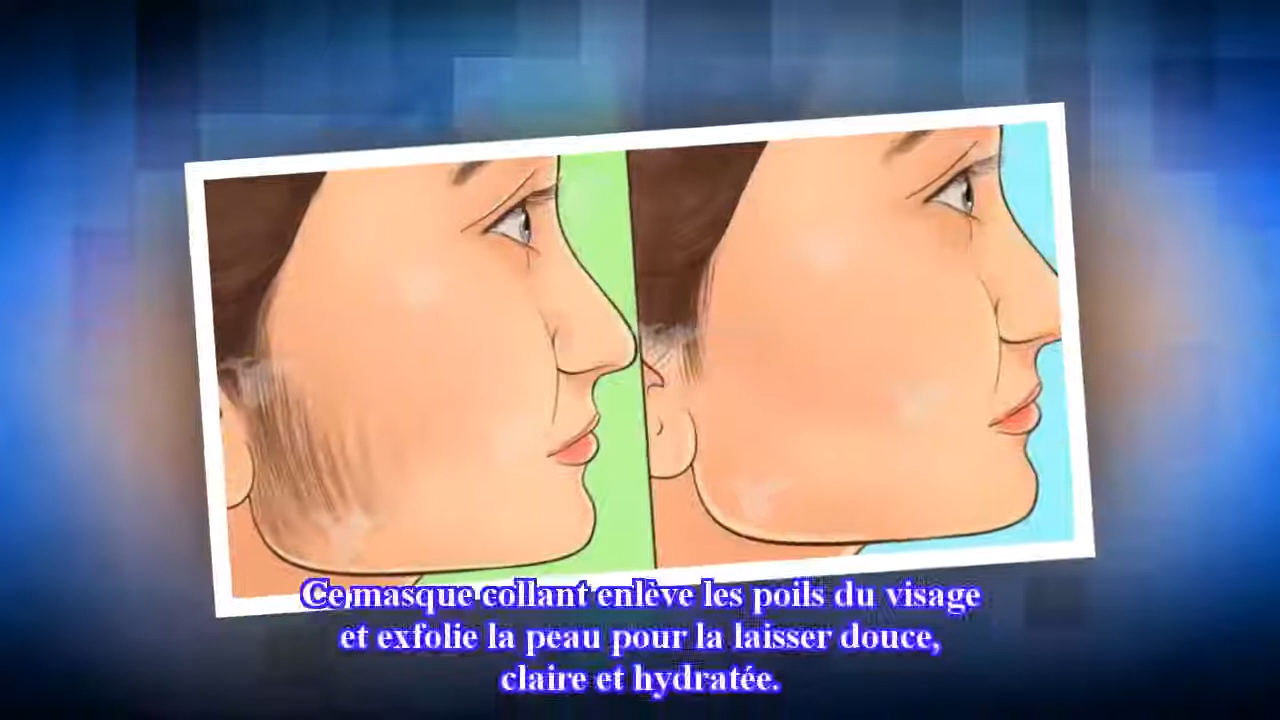 Ce masque collant enlève les poils du visage
et exfolie la peau pour la laisser douce,
claire et hydratée.